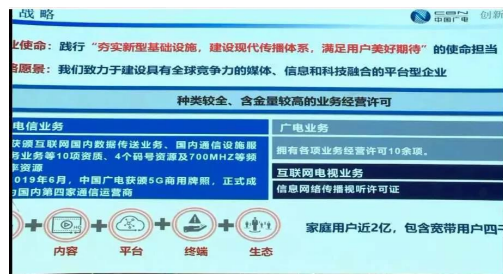 战略
CBN
中国广电
创新
业使命：践行“夯实新型基础设施，建设现代传播体系，满足用户美好期待”的使命担当
愿景：我们致力于建设具有全球竞争力的媒体、信息和科技融合的平台型企业
种类较全、含金量较高的业务经营许可
电信业务
获颁互联网国内数据传送业务、国内通信设施服
务业务等10项资质、4个码号资源及700MHZ等频
率资源
2019年6月，中国广电获颁5G商用牌照，正式成
为国内第四家通信运营商
广电业务
拥有各项业务经营许可10余项。
互联网电视业务
信息网络传播视听许可证
+ 内容 + 平台 + 终端 + 生态
家庭用户近2亿，包含宽带用户四千